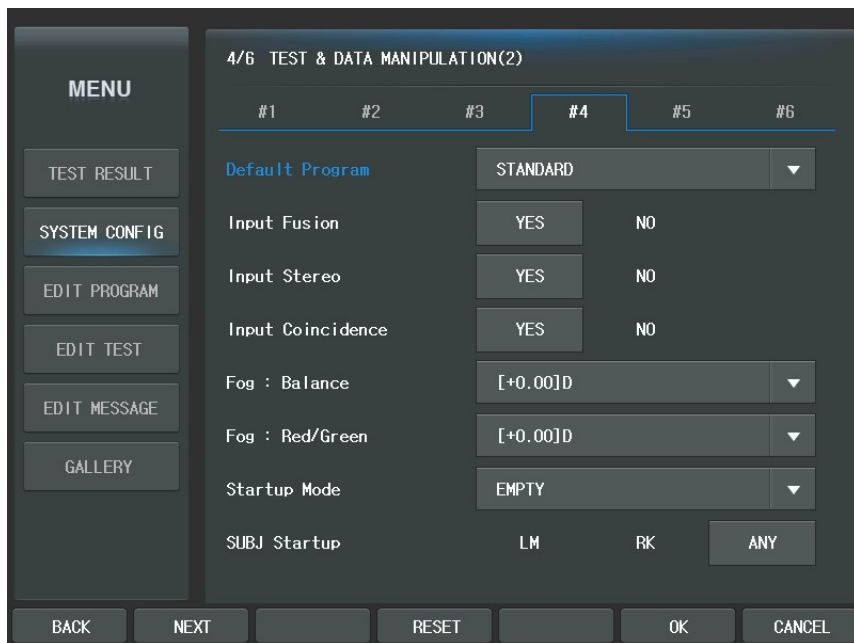 MENU
TEST RESULT
SYSTEM CONFIG
EDIT PROGRAM
EDIT TEST
EDIT MESSAGE
GALLERY
4/6 TEST & DATA MANIPULATION(2)
#1 #2 #3 #4 #5 #6
Default Program STANDARD
Input Fusion YES NO
Input Stereo YES NO
Input Coincidence YES NO
Fog : Balance [+0.00]D
Fog : Red/Green [+0.00]D
Startup Mode EMPTY
SUBJ Startup LM RK ANY
BACK NEXT RESET OK CANCEL